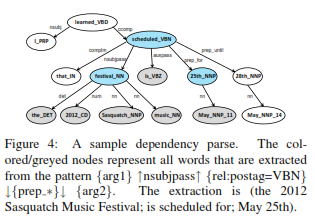 learned_VBD
nsubj
ccomp
I_PRP
scheduled_VBN
complm
nsubjpass
auxpass
prep_for
prep_until
that_IN
festival_NN
is_VBZ
25th_NNP
28th_NNP
det
num
nn
nn
nn
nn
the_DET
2012_CD
Sasquatch_NNP
music_NN
May_NNP_11
May_NNP_14
Figure 4: A sample dependency parse. The col-
ored/greyed nodes represent all words that are extracted
from the pattern {arg1} ↑nsubjpass↑ {rel:postag=VBN}
↓{prep_*}↓ {arg2}. The extraction is (the 2012
Sasquatch Music Festival; is scheduled for; May 25th).